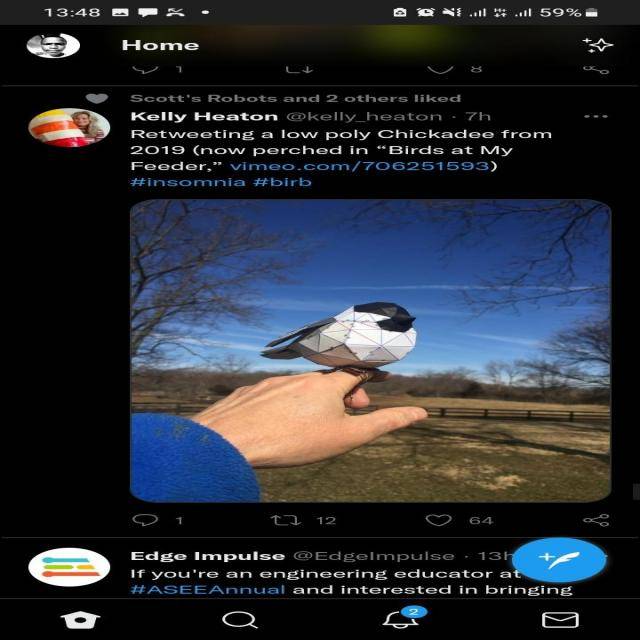 13:48
59%
Home
1
8
Scott's Robots and 2 others liked
Kelly Heaton @kelly_heaton · 7h
Retweeting a low poly Chickadee from
2019 (now perched in “Birds at My
Feeder,” vimeo.com/706251593)
#insomnia #birb
1 12 64
Edge Impulse @EdgeImpulse · 13h
If you're an engineering educator at
#ASEEAnnual and interested in bringing
2